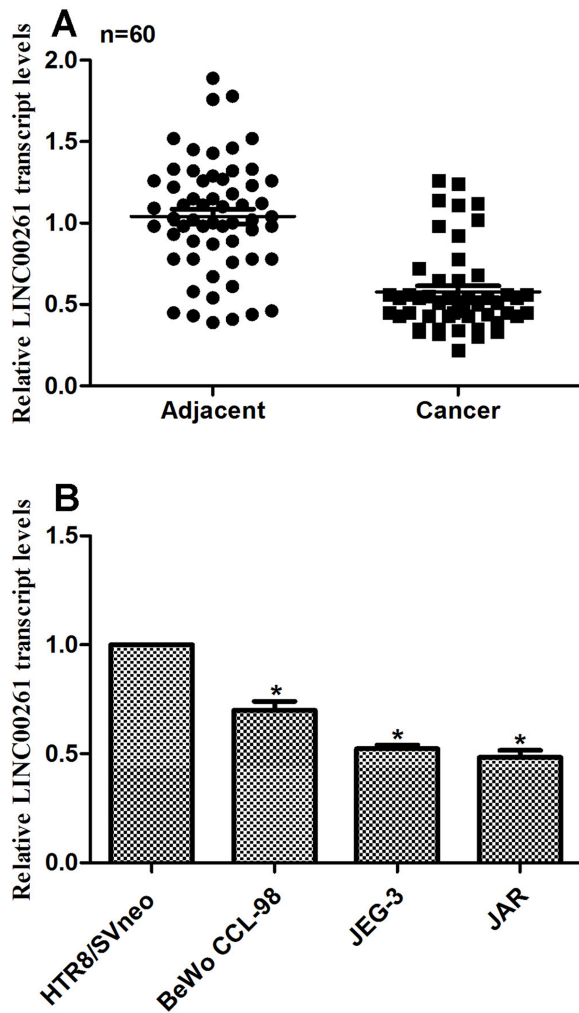 A
n=60
Relative LINC00261 transcript levels
2.0
1.5
1.0
0.5
0.0
Adjacent
Cancer
B
Relative LINC00261 transcript levels
1.5
1.0
0.5
0.0
*
*
*
HTR8/SVneo
BeWo CCL-98
JEG-3
JAR